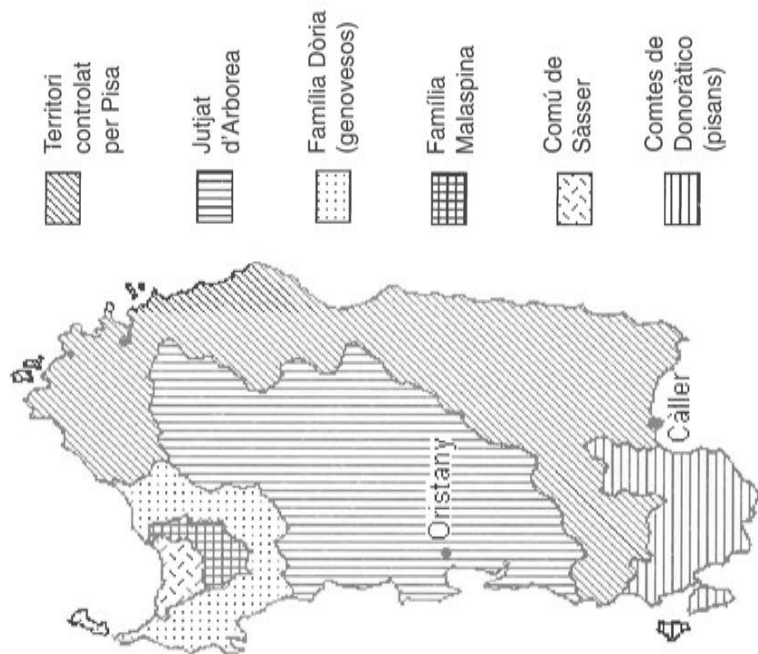 Territori
controlat
per Pisa
Jutjat
d'Arborea
Família Dòria
(genovesos)
Família
Malaspina
Comú de
Sàsser
Comtes de
Donoràtico
(pisans)
Oristany
Càller